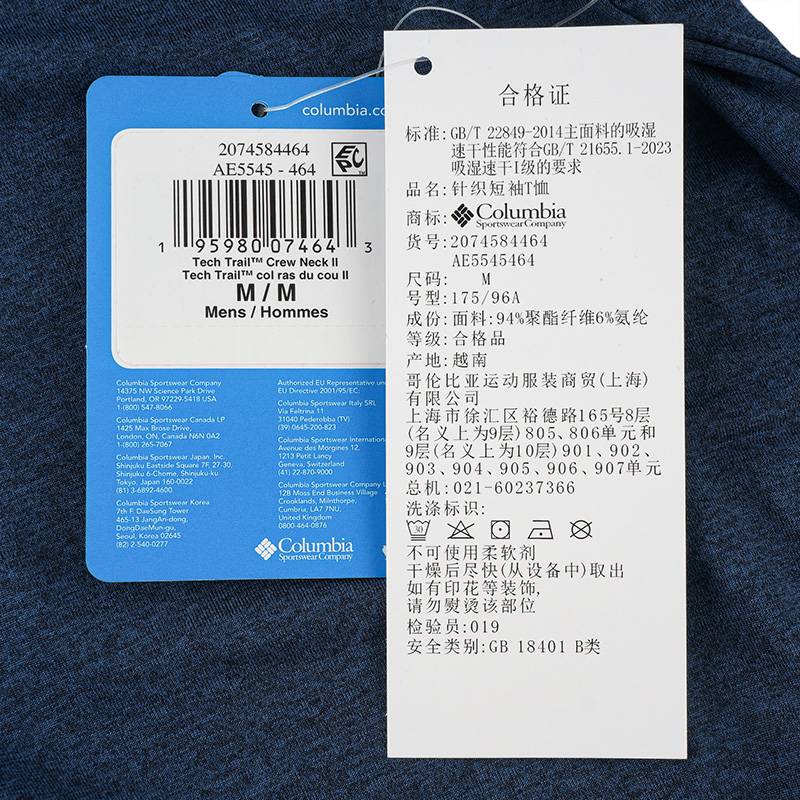 columbia.co
2074584464
AE5545 - 464
EPC
1 95980 07464 3
Tech Trail™ Crew Neck II
Tech Trail™ col ras du cou II
M / M
Mens / Hommes
Columbia Sportswear Company
14375 NW Science Park Drive
Portland, OR 97229-5418 USA
1-(800) 547-8066
Columbia Sportswear Canada LP
1425 Max Brose Drive,
London, ON, Canada N6N 0A2
1-(800) 265-7067
Columbia Sportswear Japan, Inc.
Shinjuku Eastside Square 7F, 27-30,
Shinjuku 6-Chome, Shinjuku-ku,
Tokyo, Japan 160-0022
(81) 3-6892-4600
Columbia Sportswear Korea
7th F. DaeSung Tower
465-13 JangAn-dong,
DongDaeMun-gu,
Seoul, Korea 02645
(82) 2-540-0277
Authorized EU Representative und
EU Directive 2001/95/EC.
Columbia Sportswear Italy SRL
Via Feltrina 11
31040 Pederobba (TV)
(39) 0645-200-823
Columbia Sportswear Internationa
Avenue des Morgines 12,
1213 Petit Lancy
Geneva, Switzerland
(41) 22-870-9000
Columbia Sportswear Company L
12B Moss End Business Village
Crooklands, Milnthorpe,
Cumbria, LA7 7NU,
United Kingdom
0800-464-0876
Columbia
Sportswear Company
合格证
标准:GB/T 22849-2014主面料的吸湿
速干性能符合GB/T 21655.1-2023
吸湿速干I级的要求
品名:针织短袖T恤
商标:Columbia
Sportswear Company
货号:2074584464
AE5545464
尺码: M
号型:175/96A
成份:面料:94%聚酯纤维6%氨纶
等级:合格品
产地:越南
哥伦比亚运动服装商贸(上海)
有限公司
上海市徐汇区裕德路165号8层
(名义上为9层)805、806单元和
9层(名义上为10层)901、902、
903、904、905、906、907单元
总机:021-60237366
洗涤标识:
30
不可使用柔软剂
干燥后尽快(从设备中)取出
如有印花等装饰,
请勿熨烫该部位
检验员:019
安全类别:GB 18401 B类